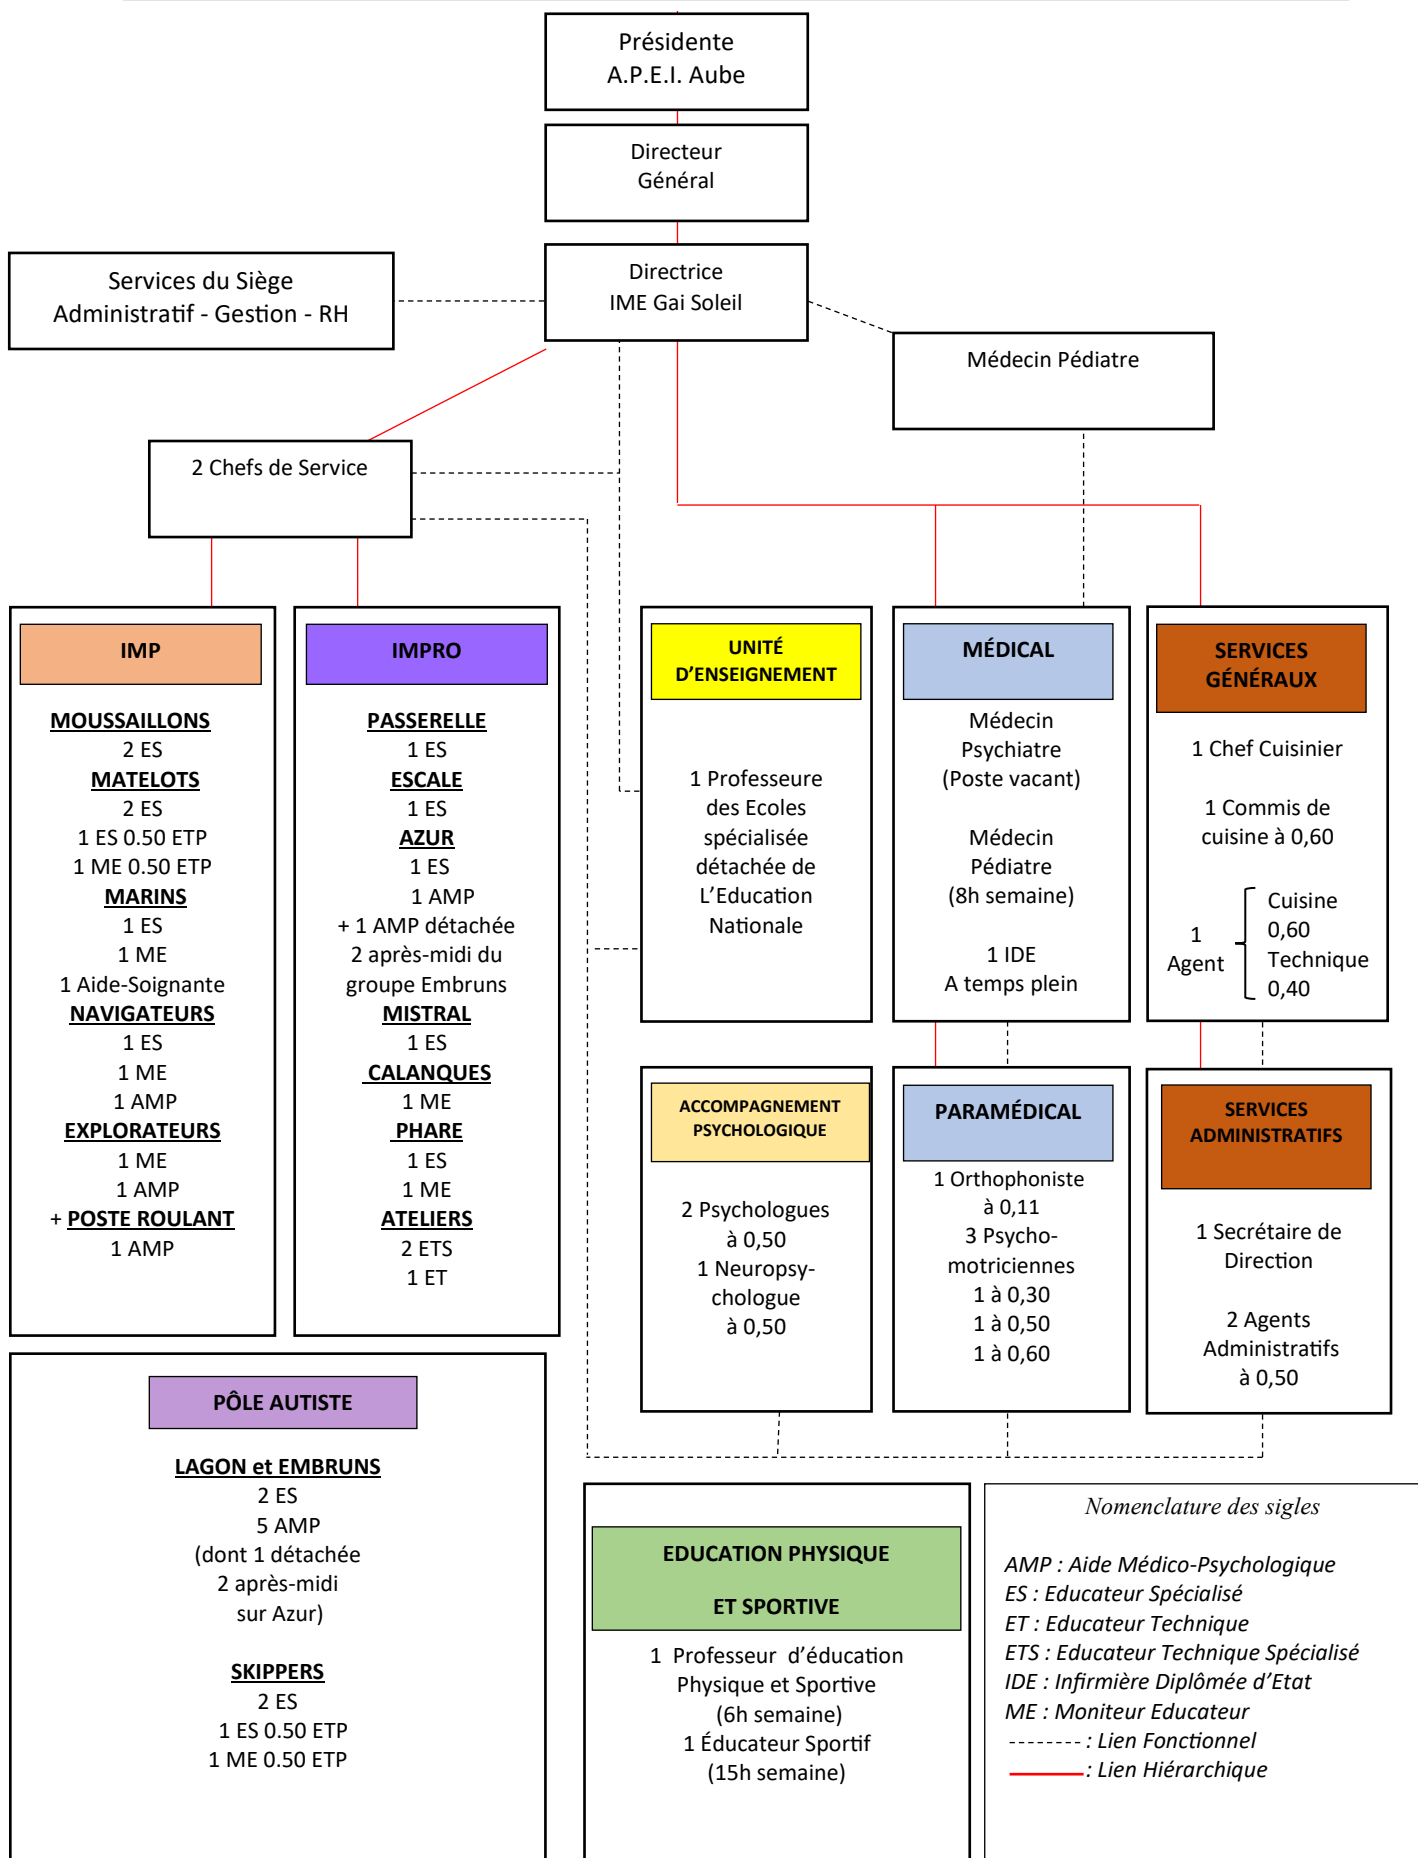 Présidente
A.P.E.I. Aube
Directeur
Général
Directrice
IME Gai Soleil
Services du Siège
Administratif - Gestion - RH
Médecin Pédiatre
2 Chefs de Service
IMP
MOUSSAILLONS
2 ES
MATELOTS
2 ES
1 ES 0.50 ETP
1 ME 0.50 ETP
MARINS
1 ES
1 ME
1 Aide-Soignante
NAVIGATEURS
1 ES
1 ME
1 AMP
EXPLORATEURS
1 ME
1 AMP
+ POSTE ROULANT
1 AMP
IMPRO
PASSERELLE
1 ES
ESCALE
1 ES
AZUR
1 ES
1 AMP
+ 1 AMP détachée
2 après-midi du
groupe Embruns
MISTRAL
1 ES
CALANQUES
1 ME
PHARE
1 ES
1 ME
ATELIERS
2 ETS
1 ET
UNITÉ
D’ENSEIGNEMENT
1 Professeure
des Ecoles
spécialisée
détachée de
L’Education
Nationale
MÉDICAL
Médecin
Psychiatre
(Poste vacant)
Médecin
Pédiatre
(8h semaine)
1 IDE
A temps plein
SERVICES
GÉNÉRAUX
1 Chef Cuisinier
1 Commis de
cuisine à 0,60
1
Agent
Cuisine
0,60
Technique
0,40
ACCOMPAGNEMENT
PSYCHOLOGIQUE
2 Psychologues
à 0,50
1 Neuropsy-
chologue
à 0,50
PARAMÉDICAL
1 Orthophoniste
à 0,11
3 Psycho-
motriciennes
1 à 0,30
1 à 0,50
1 à 0,60
SERVICES
ADMINISTRATIFS
1 Secrétaire de
Direction
2 Agents
Administratifs
à 0,50
PÔLE AUTISTE
LAGON et EMBRUNS
2 ES
5 AMP
(dont 1 détachée
2 après-midi
sur Azur)
SKIPPERS
2 ES
1 ES 0.50 ETP
1 ME 0.50 ETP
EDUCATION PHYSIQUE
ET SPORTIVE
1 Professeur d’éducation
Physique et Sportive
(6h semaine)
1 Éducateur Sportif
(15h semaine)
Nomenclature des sigles
AMP : Aide Médico-Psychologique
ES : Educateur Spécialisé
ET : Educateur Technique
ETS : Educateur Technique Spécialisé
IDE : Infirmière Diplômée d’Etat
ME : Moniteur Educateur
: Lien Fonctionnel
: Lien Hiérarchique